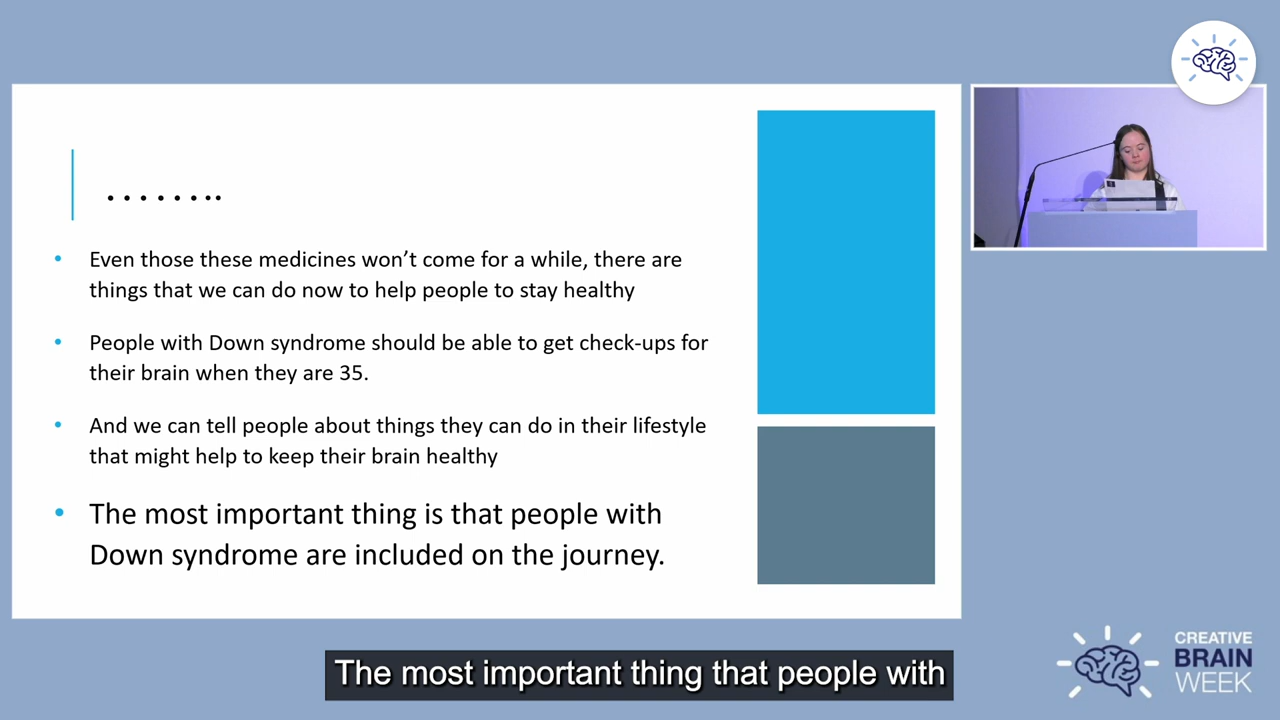 . . . . . . ..
• Even those these medicines won’t come for a while, there are
things that we can do now to help people to stay healthy
• People with Down syndrome should be able to get check-ups for
their brain when they are 35.
• And we can tell people about things they can do in their lifestyle
that might help to keep their brain healthy
• The most important thing is that people with
Down syndrome are included on the journey.
The most important thing that people with
CREATIVE
BRAIN
WEEK